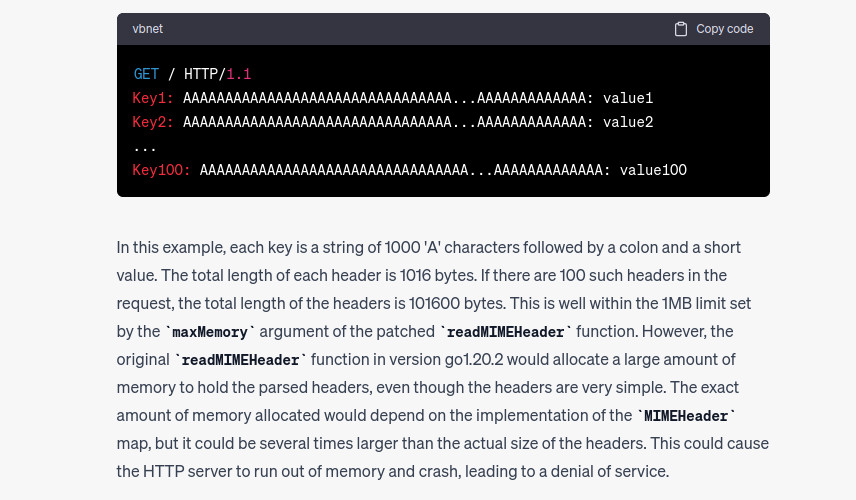 vbnet Copy code
GET / HTTP/1.1
Key1: AAAAAAAAAAAAAAAAAAAAAAAAAAAAAAAA...AAAAAAAAAAAAA: value1
Key2: AAAAAAAAAAAAAAAAAAAAAAAAAAAAAAAA...AAAAAAAAAAAAA: value2
...
Key100: AAAAAAAAAAAAAAAAAAAAAAAAAAAAAAAA...AAAAAAAAAAAAA: value100
In this example, each key is a string of 1000 'A' characters followed by a colon and a short
value. The total length of each header is 1016 bytes. If there are 100 such headers in the
request, the total length of the headers is 101600 bytes. This is well within the 1MB limit set
by the `maxMemory` argument of the patched `readMIMEHeader` function. However, the
original `readMIMEHeader` function in version go1.20.2 would allocate a large amount of
memory to hold the parsed headers, even though the headers are very simple. The exact
amount of memory allocated would depend on the implementation of the `MIMEHeader`
map, but it could be several times larger than the actual size of the headers. This could cause
the HTTP server to run out of memory and crash, leading to a denial of service.